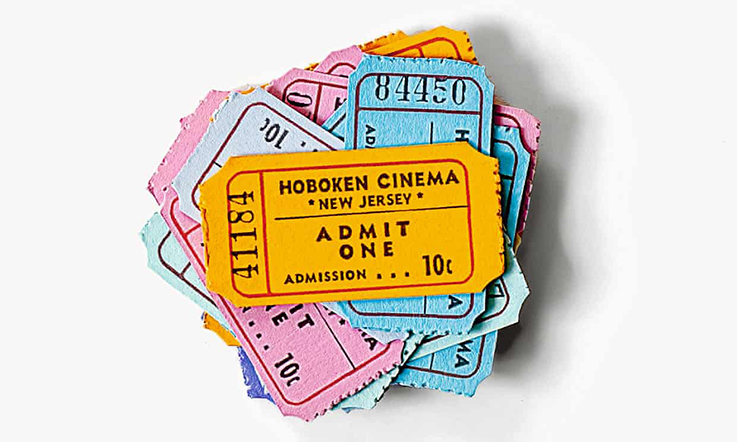 84450
10¢
HOBOKEN CINEMA
*NEW JERSEY*
ADMIT
ONE
ADMISSION ... 10¢
41184
10¢